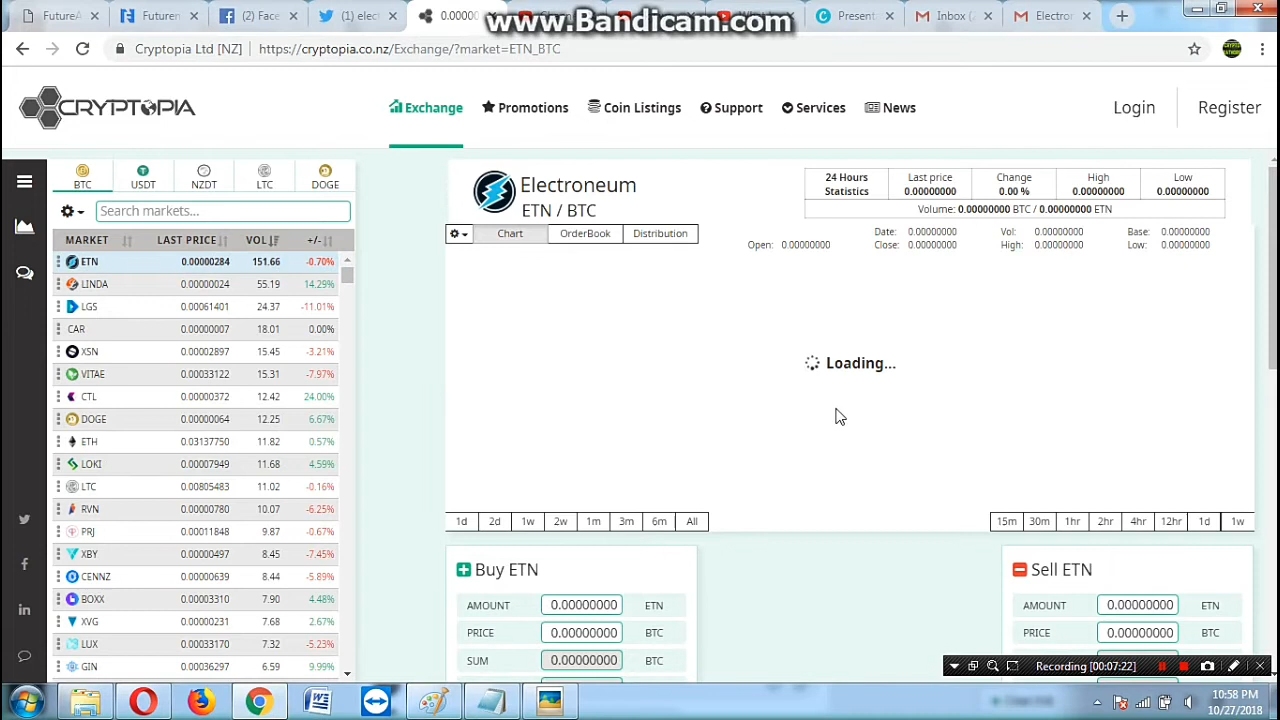 www.Bandicam.com
FutureA
Future
(2) Face
(1) elect
0.0000
Present
Inbox (
Electror
Cryptopia Ltd [NZ] https://cryptopia.co.nz/Exchange/?market=ETN_BTC
CRYPTOPIA
Exchange Promotions Coin Listings Support Services News Login Register
BTC USDT NZDT LTC DOGE
Search markets...
MARKET LAST PRICE VOL +/-
ETN 0.00000284 151.66 -0.70%
LINDA 0.00000024 55.19 14.29%
LGS 0.00061401 24.37 -11.01%
CAR 0.00000007 18.01 0.00%
XSN 0.00002897 15.45 -3.21%
VITAE 0.00033122 15.31 -7.97%
CTL 0.00000372 12.42 24.00%
DOGE 0.00000064 12.25 6.67%
ETH 0.03137750 11.82 0.57%
LOKI 0.00007949 11.68 4.59%
LTC 0.00805483 11.02 -0.16%
RVN 0.00000780 10.07 -6.25%
PRJ 0.00011848 9.87 -0.67%
XBY 0.00000497 8.45 -7.45%
CENNZ 0.00000639 8.44 -5.89%
BOXX 0.00003310 7.90 4.48%
XVG 0.00000231 7.68 2.67%
LUX 0.00033170 7.32 -5.23%
GIN 0.00036297 6.59 9.99%
Electroneum
ETN / BTC
24 Hours Statistics
Last price 0.00000000
Change 0.00 %
High 0.00000000
Low 0.00000000
Volume: 0.00000000 BTC / 0.00000000 ETN
Chart OrderBook Distribution
Date: 0.00000000 Vol: 0.00000000 Base: 0.00000000
Open: 0.00000000 Close: 0.00000000 High: 0.00000000 Low: 0.00000000
Loading...
1d 2d 1w 2w 1m 3m 6m All
15m 30m 1hr 2hr 4hr 12hr 1d 1w
Buy ETN
AMOUNT 0.00000000 ETN
PRICE 0.00000000 BTC
SUM 0.00000000 BTC
Sell ETN
AMOUNT 0.00000000 ETN
PRICE 0.00000000 BTC
Recording [00:07:22]
10:58 PM
10/27/2018